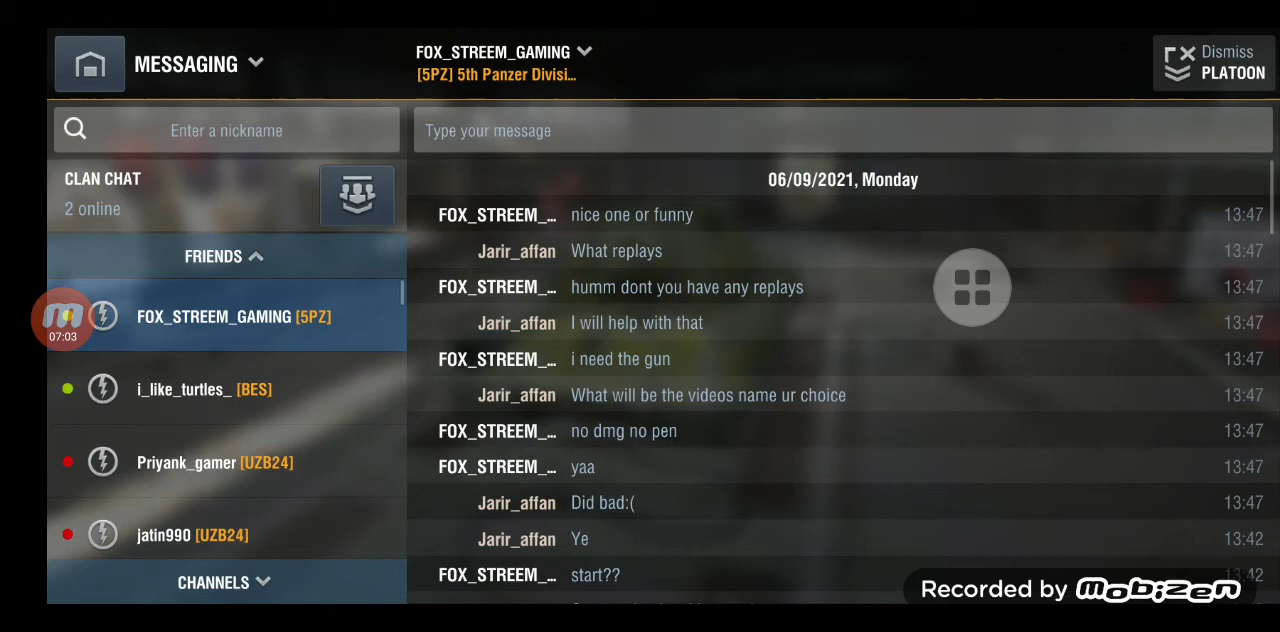 MESSAGING
FOX_STREEM_GAMING
[5PZ] 5th Panzer Divisi...
Dismiss
PLATOON
Enter a nickname
Type your message
CLAN CHAT
2 online
FRIENDS
FOX_STREEM_GAMING [5PZ]
07:03
i_like_turtles_ [BES]
Priyank_gamer [UZB24]
jatin990 [UZB24]
CHANNELS
06/09/2021, Monday
FOX_STREEM_... nice one or funny 13:47
Jarir_affan What replays 13:47
FOX_STREEM_... humm dont you have any replays 13:47
Jarir_affan I will help with that 13:47
FOX_STREEM_... i need the gun 13:47
Jarir_affan What will be the videos name ur choice 13:47
FOX_STREEM_... no dmg no pen 13:47
FOX_STREEM_... yaa 13:47
Jarir_affan Did bad:( 13:47
Jarir_affan Ye 13:42
FOX_STREEM_... start?? 13:42
Recorded by mobizen